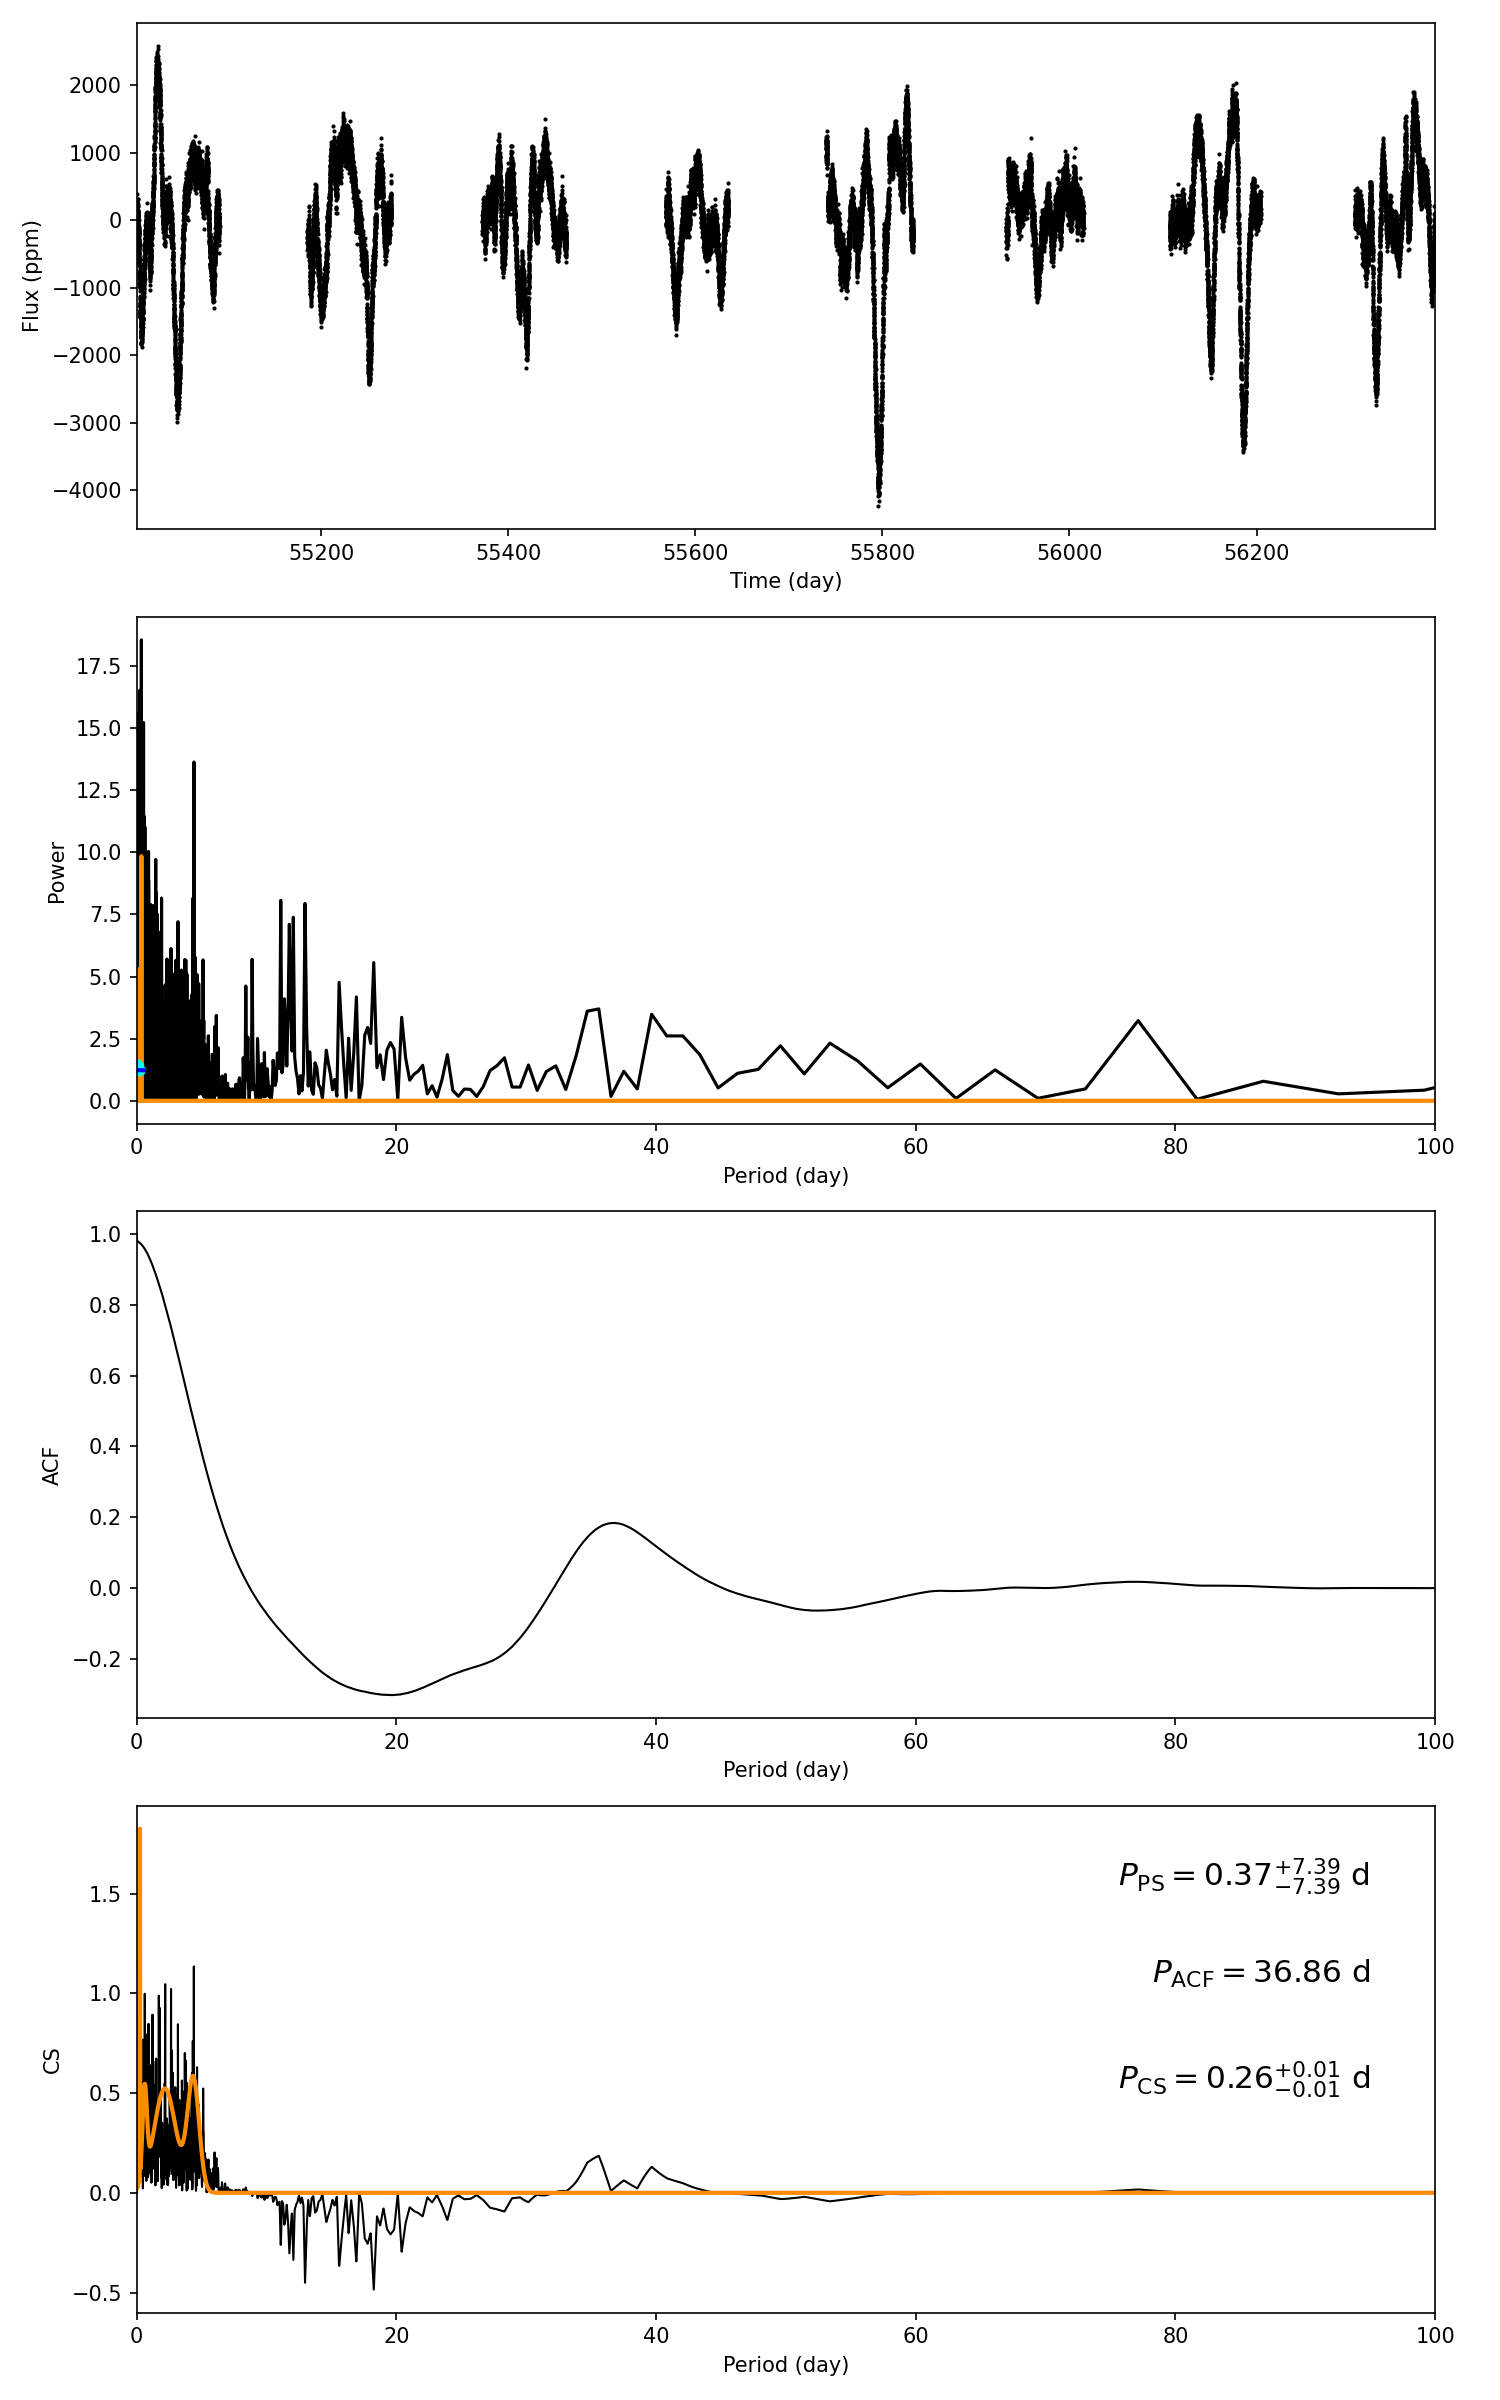 2000
1000
0
−1000
−2000
−3000
−4000
Flux (ppm)
55200 55400 55600 55800 56000 56200
Time (day)
17.5
15.0
12.5
10.0
7.5
5.0
2.5
0.0
Power
0 20 40 60 80 100
Period (day)
1.0
0.8
0.6
0.4
0.2
0.0
−0.2
ACF
0 20 40 60 80 100
Period (day)
1.5
1.0
0.5
0.0
−0.5
CS
P_PS = 0.37^{+7.39}_{−7.39} d
P_ACF = 36.86 d
P_CS = 0.26^{+0.01}_{−0.01} d
0 20 40 60 80 100
Period (day)